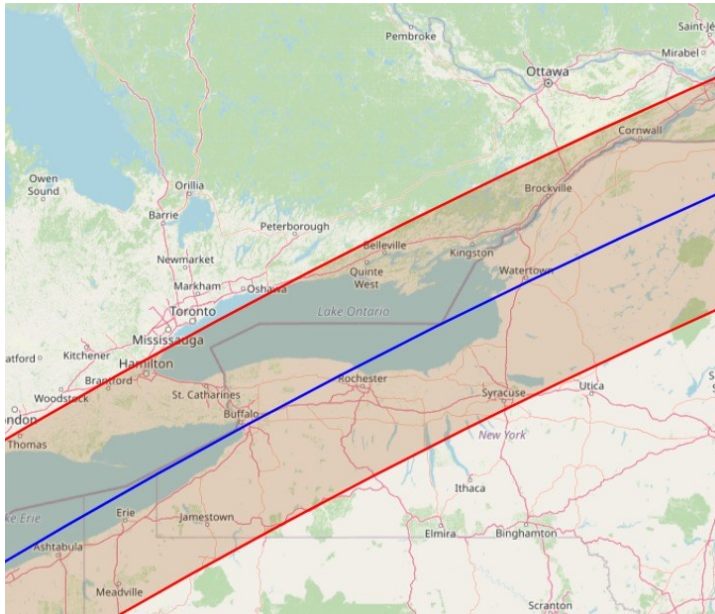 Saint-Jé
Pembroke
Mirabel
Ottawa
Cornwall
Owen
Sound
Orillia
Brockville
Barrie
Peterborough
Belleville
Kingston
Newmarket
Quinte
West
Watertown
Markham
Oshawa
Toronto
Lake Ontario
Mississauga
atford
Kitchener
Hamilton
Brantford
Rochester
Woodstock
St. Catharines
Syracuse
Utica
Buffalo
ondon
Thomas
New York
Ithaca
ke Erie
Erie
Jamestown
Elmira
Binghamton
Ashtabula
Meadville
Scranton